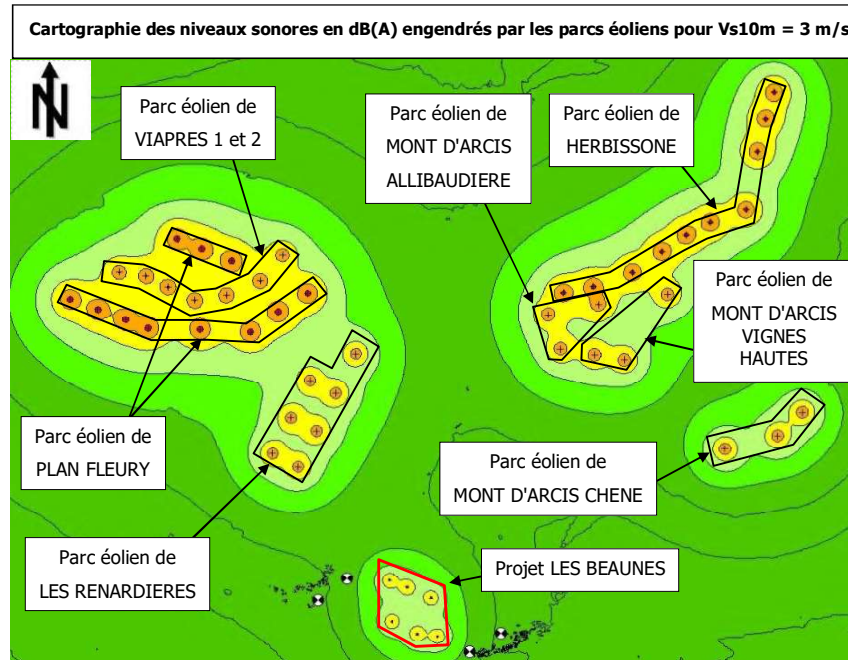 Cartographie des niveaux sonores en dB(A) engendrés par les parcs éoliens pour Vs10m = 3 m/s
N
Parc éolien de
VIAPRES 1 et 2
Parc éolien de
MONT D'ARCIS
ALLIBAUDIERE
Parc éolien de
HERBISSONE
Parc éolien de
MONT D'ARCIS
VIGNES
HAUTES
Parc éolien de
PLAN FLEURY
Parc éolien de
MONT D'ARCIS CHENE
Parc éolien de
LES RENARDIERES
Projet LES BEAUNES